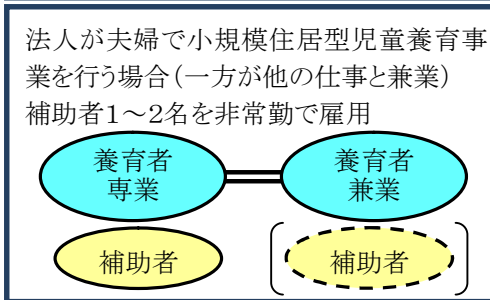 法人が夫婦で小規模住居型児童養育事
業を行う場合(一方が他の仕事と兼業)
補助者1～2名を非常勤で雇用
養育者 養育者
専業 兼業
補助者 補助者